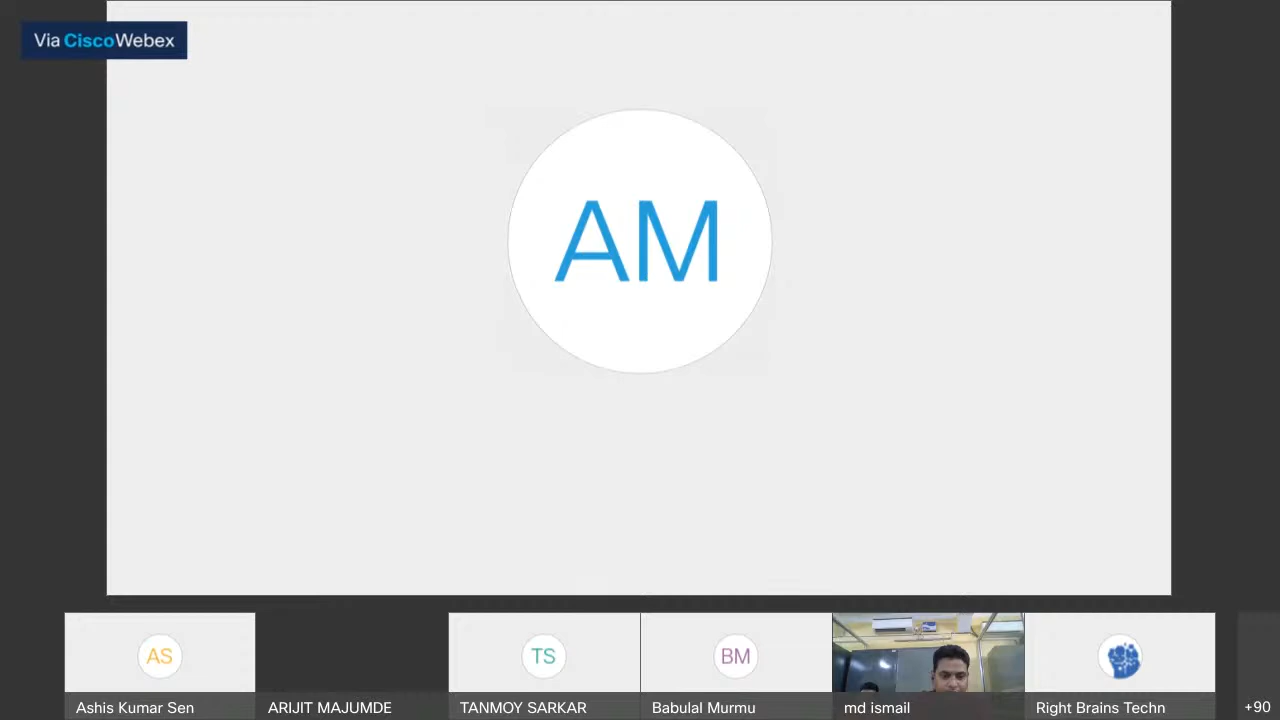 Via CiscoWebex
AM
AS
TS
BM
Ashis Kumar Sen
ARIJIT MAJUMDE
TANMOY SARKAR
Babulal Murmu
md ismail
Right Brains Techn
+90